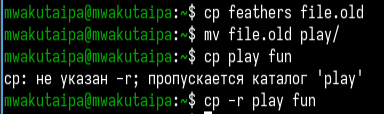 mwakutaipa@mwakutaipa:~$ cp feathers file.old
mwakutaipa@mwakutaipa:~$ mv file.old play/
mwakutaipa@mwakutaipa:~$ cp play fun
cp: не указан -r; пропускается каталог 'play'
mwakutaipa@mwakutaipa:~$ cp -r play fun